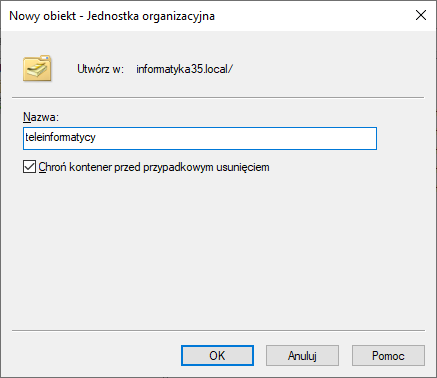 Nowy obiekt - Jednostka organizacyjna
Utwórz w: informatyka35.local/
Nazwa:
teleinformatycy
Chroń kontener przed przypadkowym usunięciem
OK Anuluj Pomoc